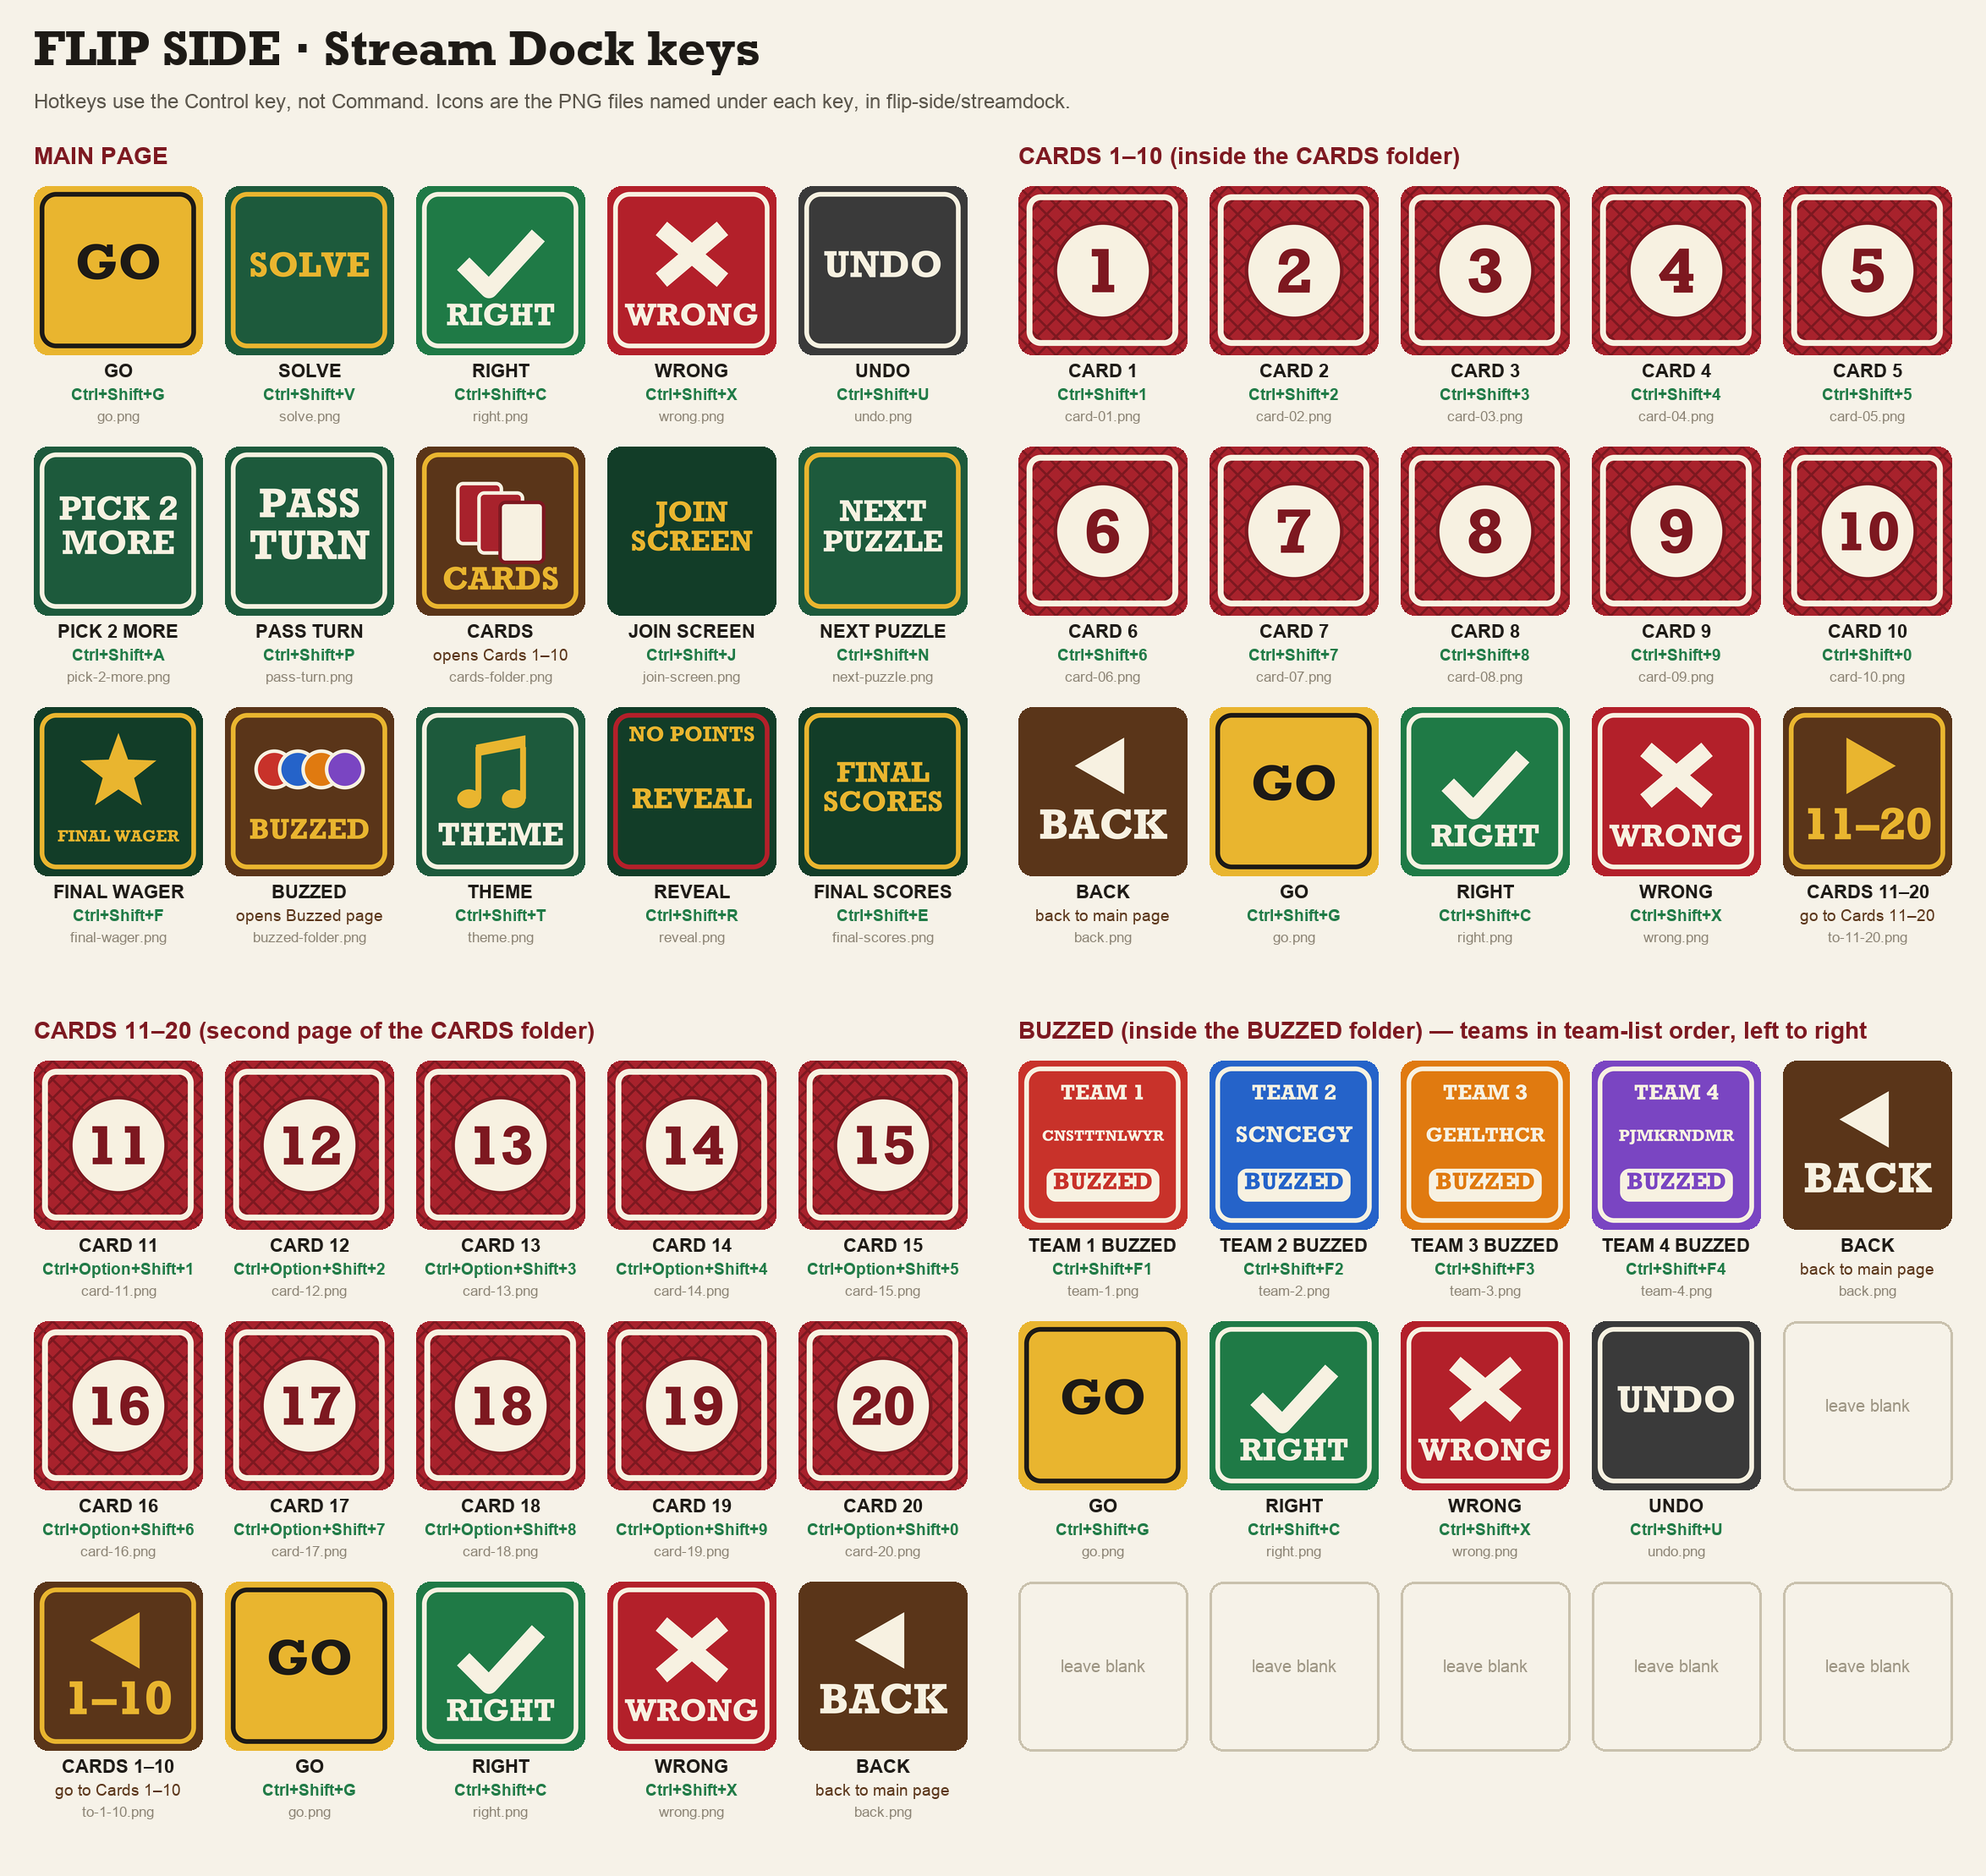 FLIP SIDE · Stream Dock keys
Hotkeys use the Control key, not Command. Icons are the PNG files named under each key, in flip-side/streamdock.
MAIN PAGE
GO
SOLVE
RIGHT
WRONG
UNDO
GO
SOLVE
RIGHT
WRONG
UNDO
Ctrl+Shift+G
Ctrl+Shift+V
Ctrl+Shift+C
Ctrl+Shift+X
Ctrl+Shift+U
go.png
solve.png
right.png
wrong.png
undo.png
PICK 2
MORE
PASS
TURN
CARDS
JOIN
SCREEN
NEXT
PUZZLE
PICK 2 MORE
PASS TURN
CARDS
JOIN SCREEN
NEXT PUZZLE
Ctrl+Shift+A
Ctrl+Shift+P
opens Cards 1–10
Ctrl+Shift+J
Ctrl+Shift+N
pick-2-more.png
pass-turn.png
cards-folder.png
join-screen.png
next-puzzle.png
FINAL WAGER
BUZZED
THEME
NO POINTS
REVEAL
FINAL
SCORES
FINAL WAGER
BUZZED
THEME
REVEAL
FINAL SCORES
Ctrl+Shift+F
opens Buzzed page
Ctrl+Shift+T
Ctrl+Shift+R
Ctrl+Shift+E
final-wager.png
buzzed-folder.png
theme.png
reveal.png
final-scores.png
CARDS 1–10 (inside the CARDS folder)
1
2
3
4
5
CARD 1
CARD 2
CARD 3
CARD 4
CARD 5
Ctrl+Shift+1
Ctrl+Shift+2
Ctrl+Shift+3
Ctrl+Shift+4
Ctrl+Shift+5
card-01.png
card-02.png
card-03.png
card-04.png
card-05.png
6
7
8
9
10
CARD 6
CARD 7
CARD 8
CARD 9
CARD 10
Ctrl+Shift+6
Ctrl+Shift+7
Ctrl+Shift+8
Ctrl+Shift+9
Ctrl+Shift+0
card-06.png
card-07.png
card-08.png
card-09.png
card-10.png
BACK
GO
RIGHT
WRONG
11–20
BACK
GO
RIGHT
WRONG
CARDS 11–20
back to main page
Ctrl+Shift+G
Ctrl+Shift+C
Ctrl+Shift+X
go to Cards 11–20
back.png
go.png
right.png
wrong.png
to-11-20.png
CARDS 11–20 (second page of the CARDS folder)
11
12
13
14
15
CARD 11
CARD 12
CARD 13
CARD 14
CARD 15
Ctrl+Option+Shift+1
Ctrl+Option+Shift+2
Ctrl+Option+Shift+3
Ctrl+Option+Shift+4
Ctrl+Option+Shift+5
card-11.png
card-12.png
card-13.png
card-14.png
card-15.png
16
17
18
19
20
CARD 16
CARD 17
CARD 18
CARD 19
CARD 20
Ctrl+Option+Shift+6
Ctrl+Option+Shift+7
Ctrl+Option+Shift+8
Ctrl+Option+Shift+9
Ctrl+Option+Shift+0
card-16.png
card-17.png
card-18.png
card-19.png
card-20.png
1–10
GO
RIGHT
WRONG
BACK
CARDS 1–10
GO
RIGHT
WRONG
BACK
go to Cards 1–10
Ctrl+Shift+G
Ctrl+Shift+C
Ctrl+Shift+X
back to main page
to-1-10.png
go.png
right.png
wrong.png
back.png
BUZZED (inside the BUZZED folder) — teams in team-list order, left to right
TEAM 1
CNSTTTNLWYR
BUZZED
TEAM 2
SCNCEGY
BUZZED
TEAM 3
GEHLTHCR
BUZZED
TEAM 4
PJMKRNDMR
BUZZED
BACK
TEAM 1 BUZZED
TEAM 2 BUZZED
TEAM 3 BUZZED
TEAM 4 BUZZED
BACK
Ctrl+Shift+F1
Ctrl+Shift+F2
Ctrl+Shift+F3
Ctrl+Shift+F4
back to main page
team-1.png
team-2.png
team-3.png
team-4.png
back.png
GO
RIGHT
WRONG
UNDO
leave blank
GO
RIGHT
WRONG
UNDO
Ctrl+Shift+G
Ctrl+Shift+C
Ctrl+Shift+X
Ctrl+Shift+U
go.png
right.png
wrong.png
undo.png
leave blank
leave blank
leave blank
leave blank
leave blank